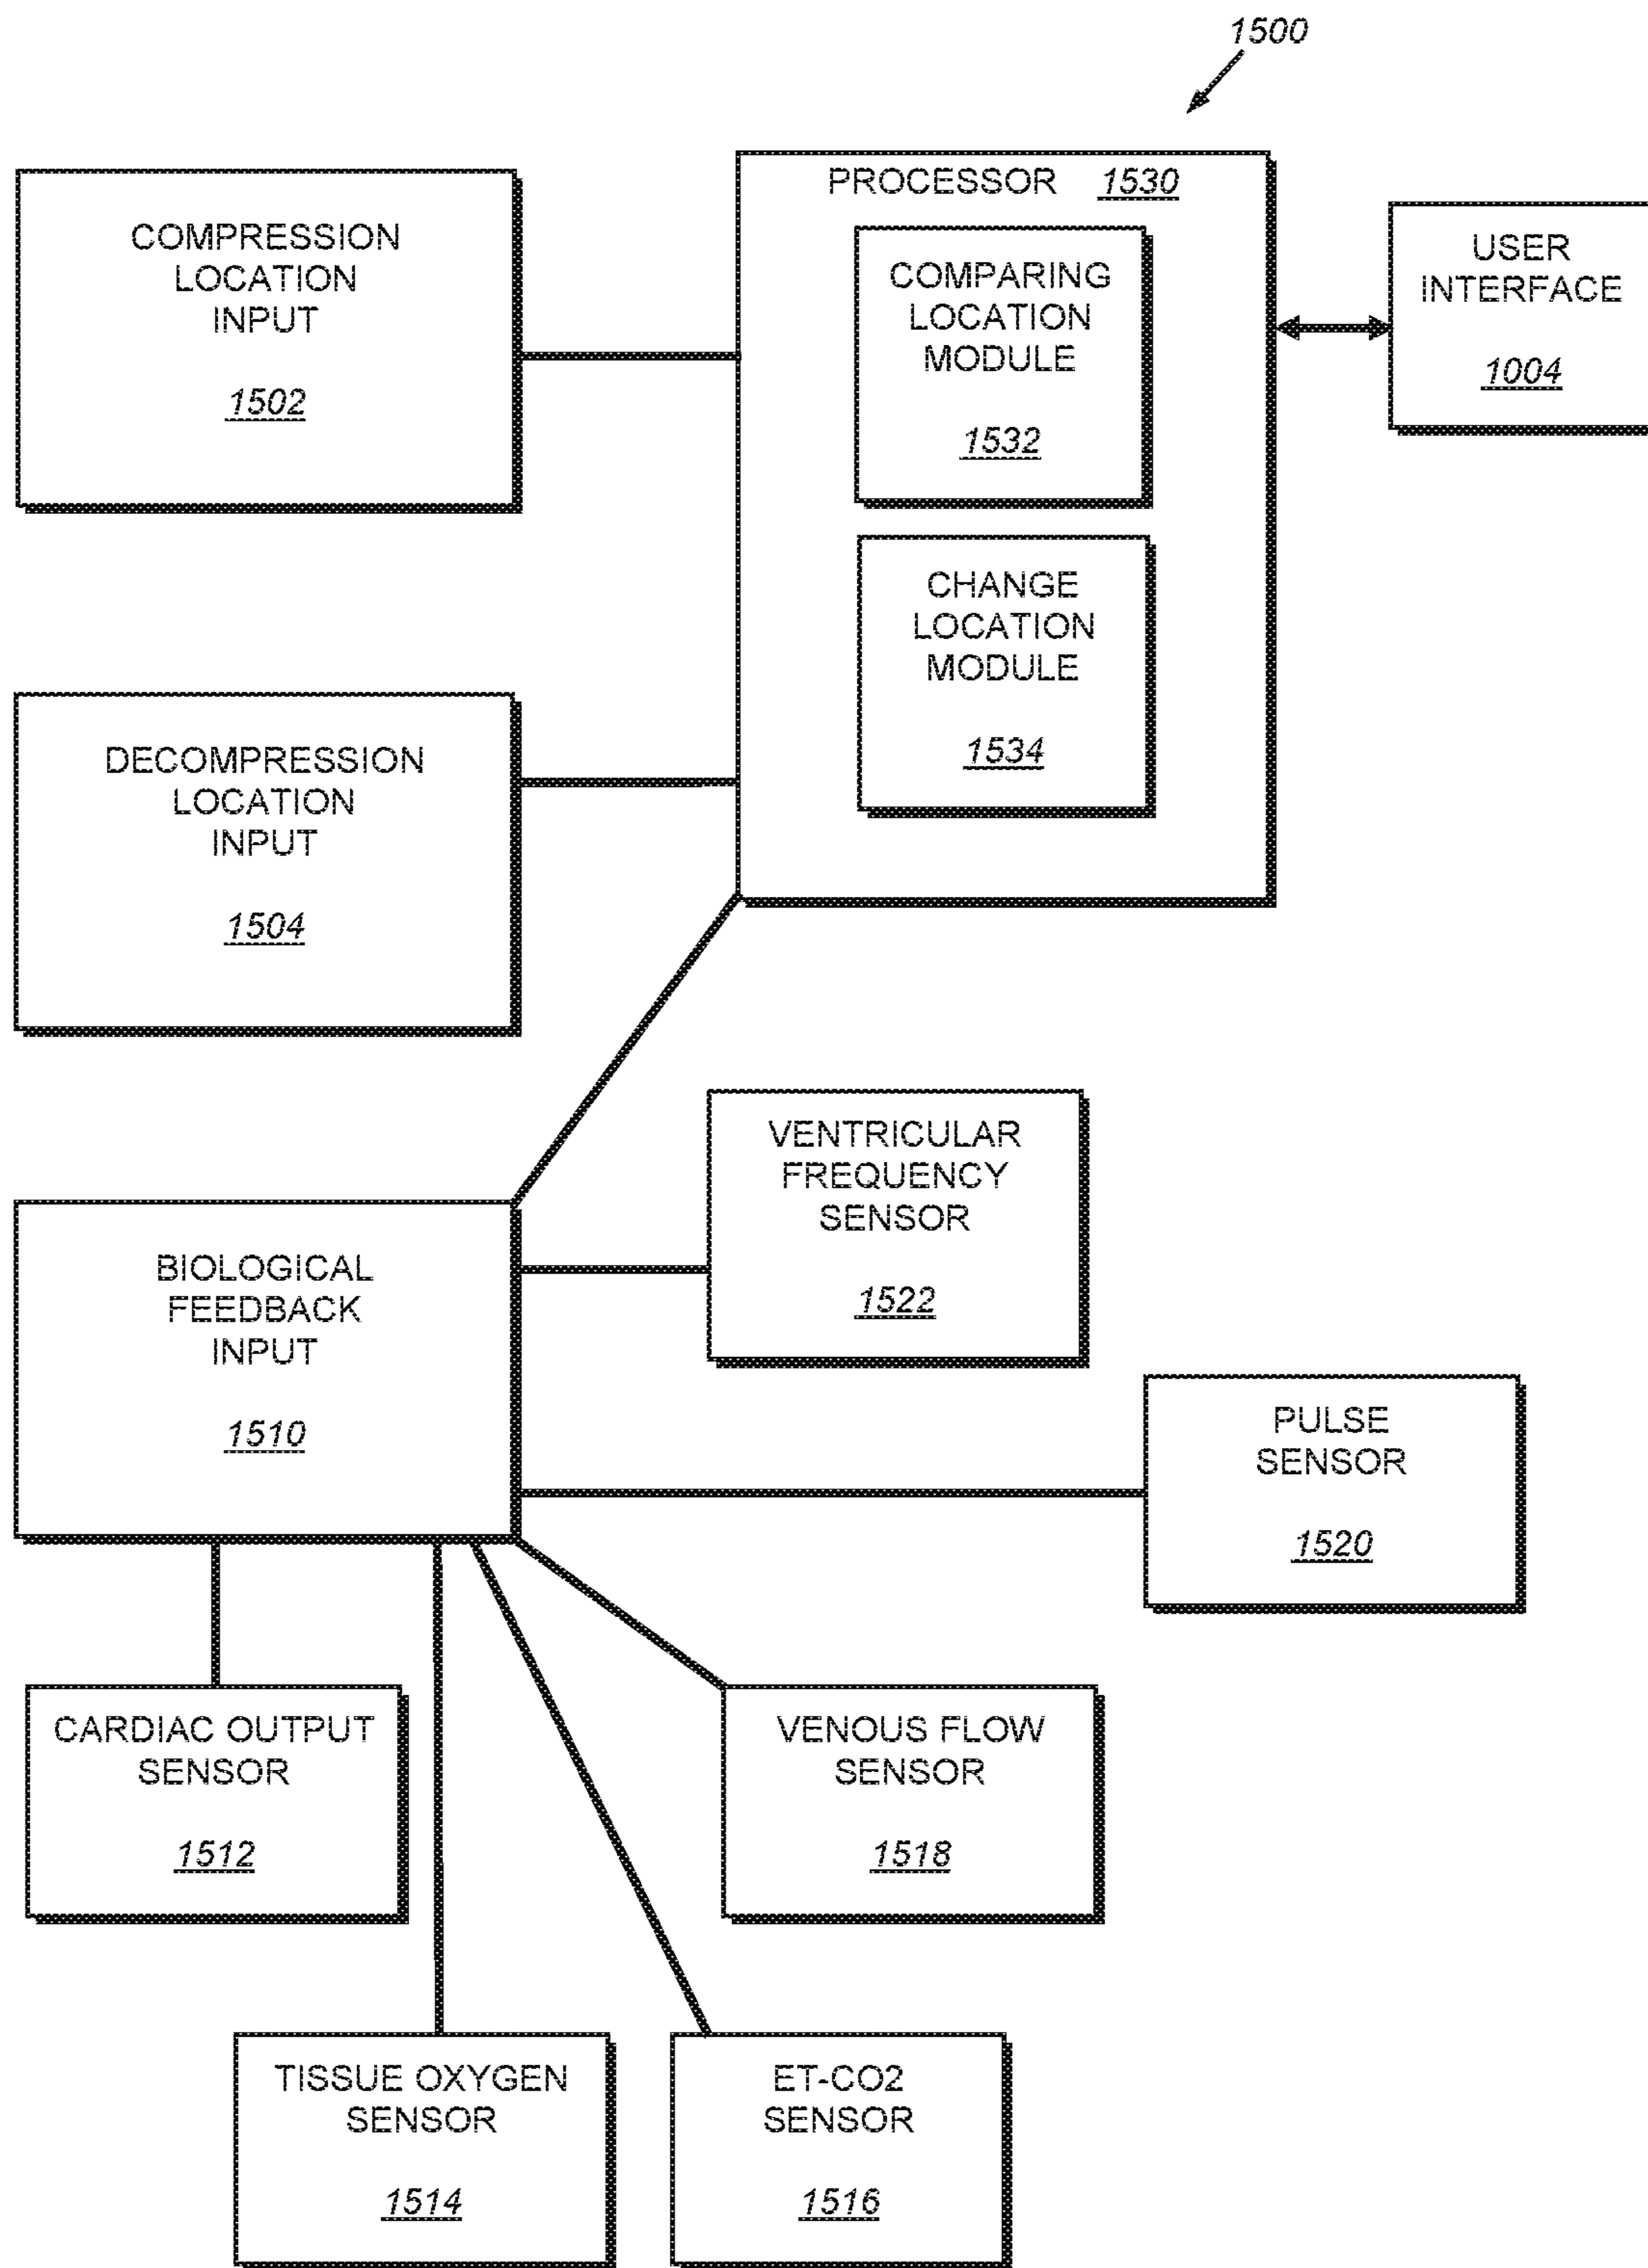 1500
COMPRESSION
LOCATION
INPUT
1502
PROCESSOR 1530
COMPARING
LOCATION
MODULE
1532
CHANGE
LOCATION
MODULE
1534
USER
INTERFACE
1004
DECOMPRESSION
LOCATION
INPUT
1504
VENTRICULAR
FREQUENCY
SENSOR
1522
BIOLOGICAL
FEEDBACK
INPUT
1510
PULSE
SENSOR
1520
CARDIAC OUTPUT
SENSOR
1512
VENOUS FLOW
SENSOR
1518
TISSUE OXYGEN
SENSOR
1514
ET-CO2
SENSOR
1516